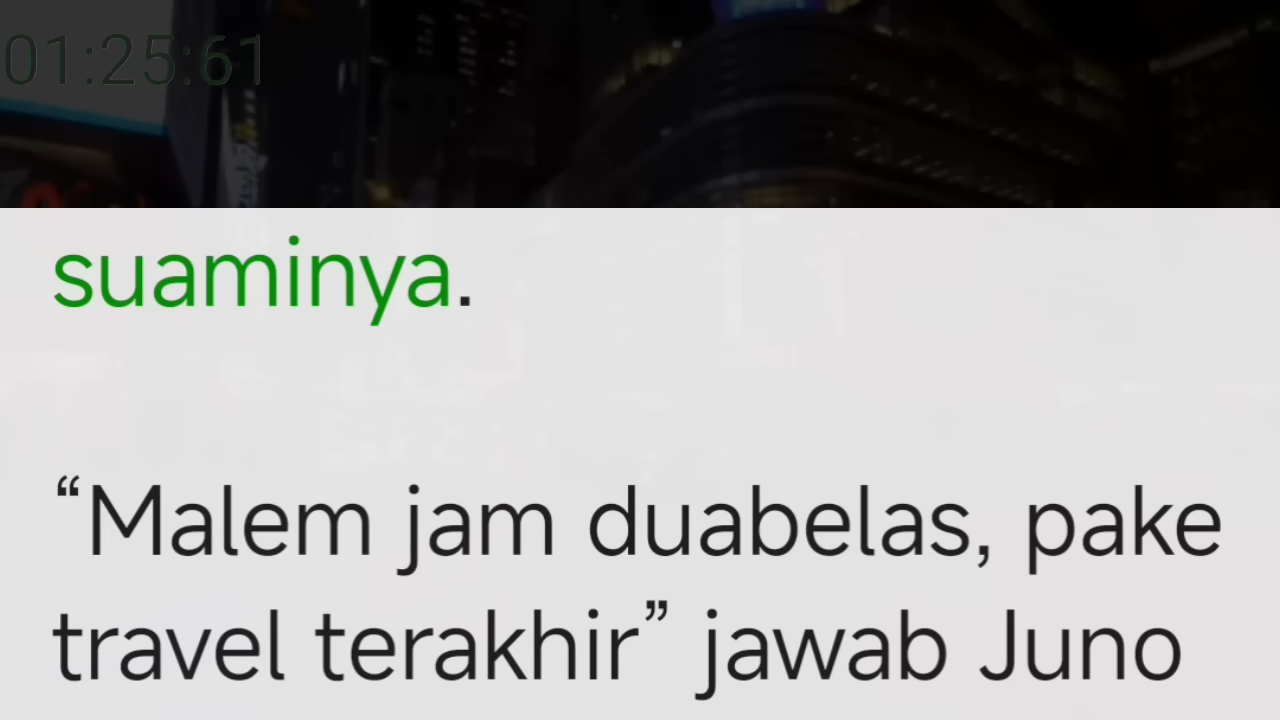 01:25:61
suaminya.
“Malem jam duabelas, pake
travel terakhir” jawab Juno